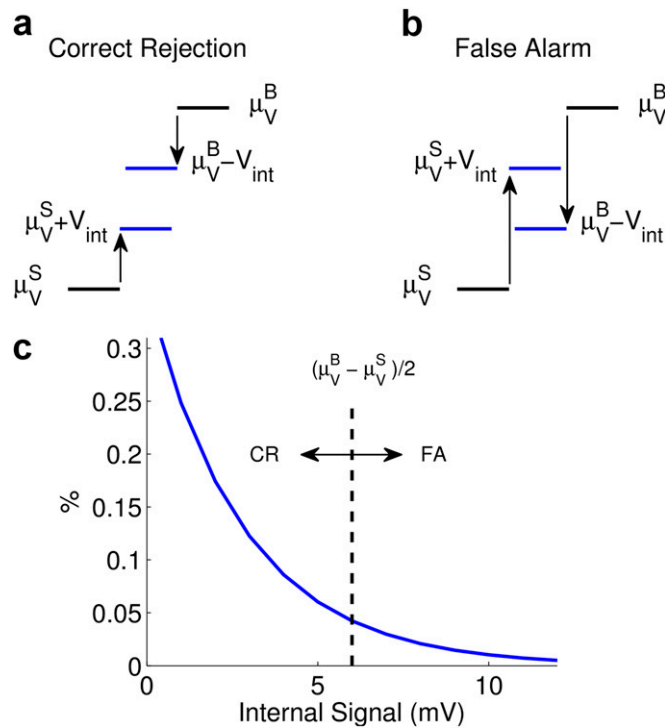 a
Correct Rejection
μ_V^B
μ_V^B−V_int
μ_V^S+V_int
μ_V^S
b
False Alarm
μ_V^B
μ_V^S+V_int
μ_V^B−V_int
μ_V^S
c
0.3
0.25
0.2
0.15
0.1
0.05
0
%
(μ_V^B − μ_V^S)/2
CR
FA
0 5 10
Internal Signal (mV)